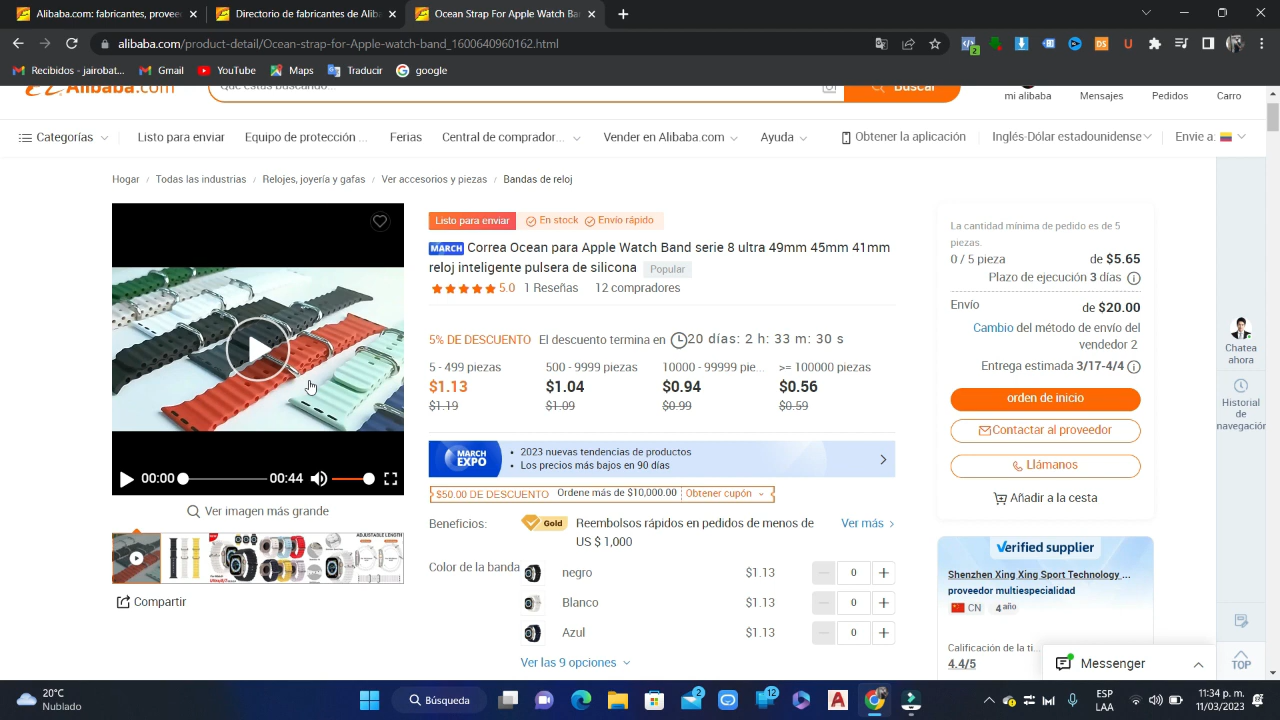 Formas, proveer
detalle de fundamentos de Aliba
March Ocean For Apple Watch Ba
alibaba.com/product-detail/Ocean-strap-for-Apple-watch-band_1600640960162.html
2
Recibidos - jairobat...
Gmail
YouTube
Maps
Traducir
google
Alibaba.com
Qué estás buscando...
Buscar
mi alibaba
Mensajes
Pedidos
Carro
Categorías
Listo para enviar
Equipo de protección ...
Ferias
Central de comprador...
Vender en Alibaba.com
Ayuda
Obtener la aplicación
Inglés-Dólar estadounidense
Envie a:
Hogar / Todas las industrias / Relojes, joyería y gafas / Ver accesorios y piezas / Bandas de reloj
Listo para enviar
En stock
Envío rápido
MARCH Correa Ocean para Apple Watch Band serie 8 ultra 49mm 45mm 41mm
reloj inteligente pulsera de silicona Popular
5.0 1 Reseñas 12 compradores
5% DE DESCUENTO El descuento termina en 20 días: 2 h: 33 m: 30 s
5 - 499 piezas 500 - 9999 piezas 10000 - 99999 pie... >= 100000 piezas
$1.13 $1.04 $0.94 $0.56
$1.19 $1.09 $0.99 $0.59
MARCH
EXPO
• 2023 nuevas tendencias de productos
• Los precios más bajos en 90 días
$50.00 DE DESCUENTO Ordene más de $10,000.00 Obtener cupón
Beneficios:
Gold
Reembolsos rápidos en pedidos de menos de
US $ 1,000
Ver más
Color de la banda
negro $1.13 0
Blanco $1.13 0
Azul $1.13 0
Ver las 9 opciones
00:00
00:44
Ver imagen más grande
ADJUSTABLE LENGTH
Compartir
La cantidad mínima de pedido es de 5
piezas.
0 / 5 pieza de $5.65
Plazo de ejecución 3 días
Envío de $20.00
Cambio del método de envío del
vendedor 2
Entrega estimada 3/17-4/4
orden de inicio
Contactar al proveedor
Llámanos
Añadir a la cesta
Verified supplier
Shenzhen Xing Xing Sport Technology ...
proveedor multiespecialidad
CN 4 año
Calificación de la ti...
4.4/5
Chatea
ahora
Historial
de
navegación
TOP
Messenger
20°C
Nublado
Búsqueda
2
12
ESP
LAA
11:34 p. m.
11/03/2023